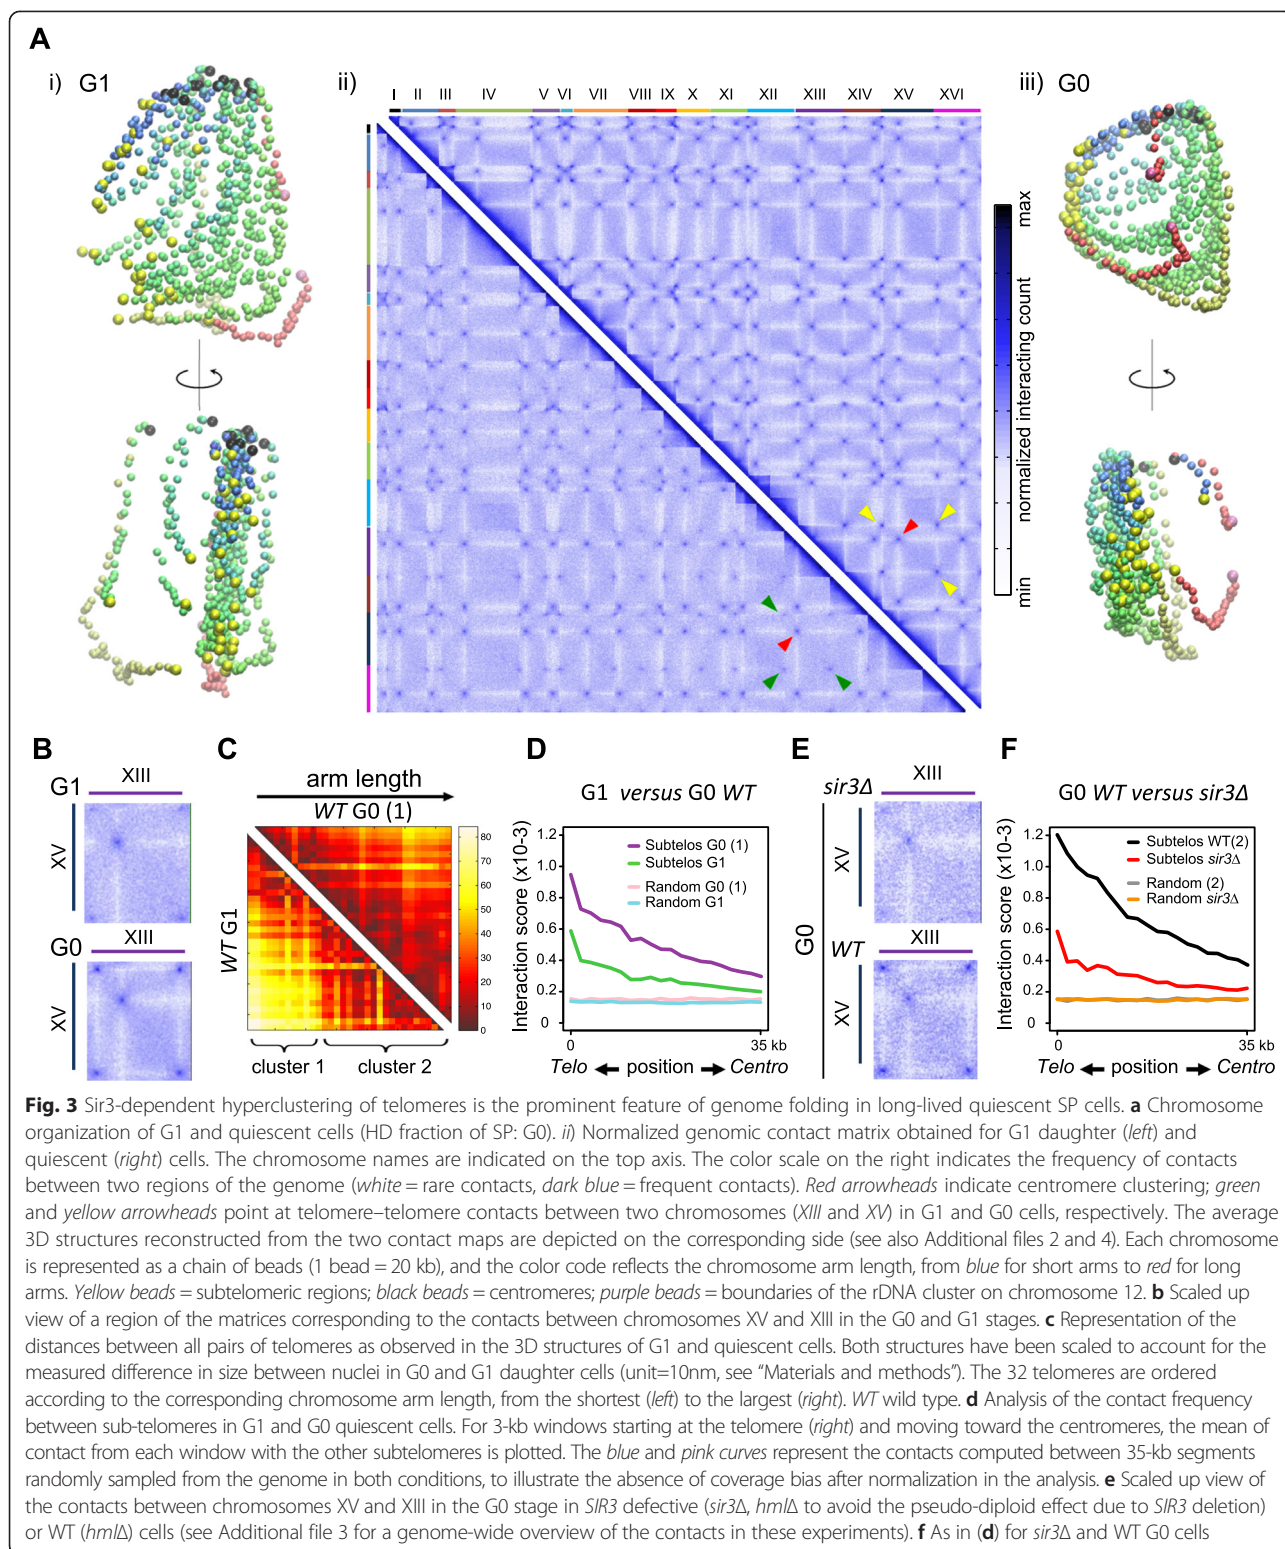 A
i) G1
ii)
I II III IV V VI VII VIII IX X XI XII XIII XIV XV XVI
iii) G0
max
normalized interacting count
min
B
G1
XIII
XV
G0
XIII
XV
C
arm length
WT G0 (1)
WT G1
80
70
60
50
40
30
20
10
0
cluster 1 cluster 2
D
G1 versus G0 WT
Interaction score (x10-3)
1.2
1.0
0.8
0.6
0.4
0.2
0
Subtelos G0 (1)
Subtelos G1
Random G0 (1)
Random G1
0 35 kb
Telo position Centro
E
sir3Δ
XIII
XV
G0
WT
XIII
XV
F
G0 WT versus sir3Δ
Interaction score (x10-3)
1.2
1.0
0.8
0.6
0.4
0.2
0
Subtelos WT(2)
Subtelos sir3Δ
Random (2)
Random sir3Δ
0 35 kb
Telo position Centro
Fig. 3 Sir3-dependent hyperclustering of telomeres is the prominent feature of genome folding in long-lived quiescent SP cells. a Chromosome
organization of G1 and quiescent cells (HD fraction of SP: G0). ii) Normalized genomic contact matrix obtained for G1 daughter (left) and
quiescent (right) cells. The chromosome names are indicated on the top axis. The color scale on the right indicates the frequency of contacts
between two regions of the genome (white = rare contacts, dark blue = frequent contacts). Red arrowheads indicate centromere clustering; green
and yellow arrowheads point at telomere–telomere contacts between two chromosomes (XIII and XV) in G1 and G0 cells, respectively. The average
3D structures reconstructed from the two contact maps are depicted on the corresponding side (see also Additional files 2 and 4). Each chromosome
is represented as a chain of beads (1 bead = 20 kb), and the color code reflects the chromosome arm length, from blue for short arms to red for long
arms. Yellow beads = subtelomeric regions; black beads = centromeres; purple beads = boundaries of the rDNA cluster on chromosome 12. b Scaled up
view of a region of the matrices corresponding to the contacts between chromosomes XV and XIII in the G0 and G1 stages. c Representation of the
distances between all pairs of telomeres as observed in the 3D structures of G1 and quiescent cells. Both structures have been scaled to account for the
measured difference in size between nuclei in G0 and G1 daughter cells (unit=10nm, see “Materials and methods”). The 32 telomeres are ordered
according to the corresponding chromosome arm length, from the shortest (left) to the largest (right). WT wild type. d Analysis of the contact frequency
between sub-telomeres in G1 and G0 quiescent cells. For 3-kb windows starting at the telomere (right) and moving toward the centromeres, the mean of
contact from each window with the other subtelomeres is plotted. The blue and pink curves represent the contacts computed between 35-kb segments
randomly sampled from the genome in both conditions, to illustrate the absence of coverage bias after normalization in the analysis. e Scaled up view of
the contacts between chromosomes XV and XIII in the G0 stage in SIR3 defective (sir3Δ, hmlΔ to avoid the pseudo-diploid effect due to SIR3 deletion)
or WT (hmlΔ) cells (see Additional file 3 for a genome-wide overview of the contacts in these experiments). f As in (d) for sir3Δ and WT G0 cells